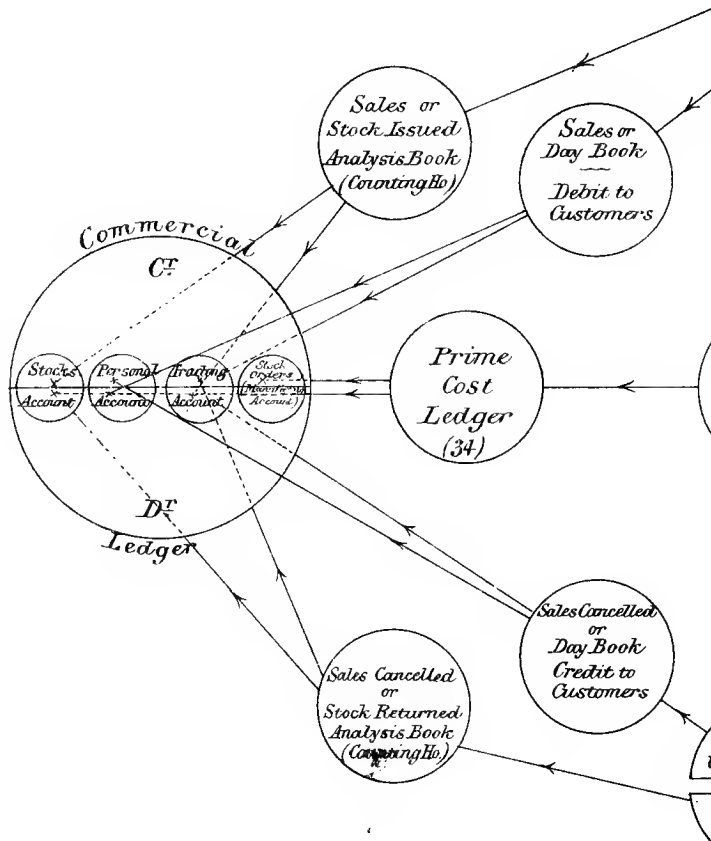 Sales or
Stock Issued
Analysis Book
(Counting Ho)
Sales or
Day Book
Debit to
Customers
Commercial
Cr
Stocks
Account
Personal
Account
Trading
Account
Stock
Orders
Account)
Prime
Cost
Ledger
(34)
Dr
Ledger
Sales Cancelled
or
Day Book
Credit to
Customers
Sales Cancelled
or
Stock Returned
Analysis Book
(Counting Ho.)